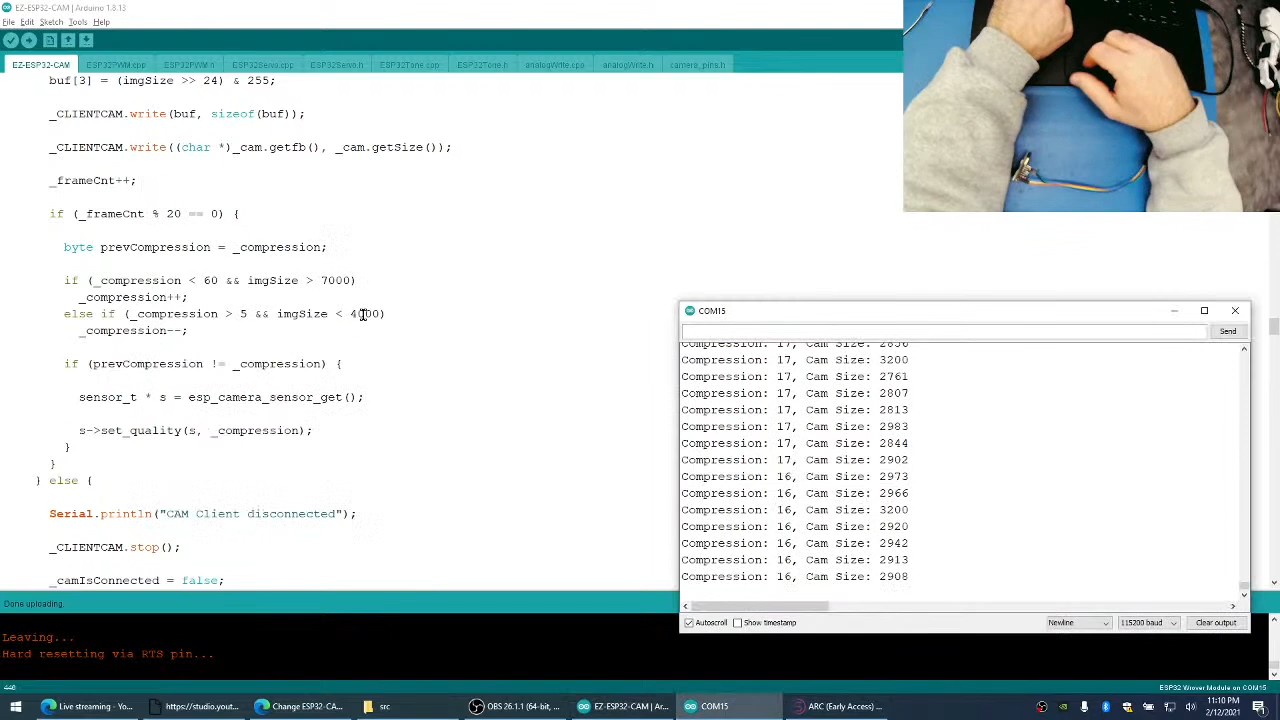 EZ-ESP32-CAM | Arduino 1.8.13
File Edit Sketch Tools Help
EZ-ESP32-CAM ESP32PWM.cpp ESP32PWM.h ESP32Servo.cpp ESP32Servo.h ESP32Tone.cpp ESP32Tone.h analogWrite.cpp analogWrite.h camera_pins.h
buf[3] = (imgSize >> 24) & 255;
_CLIENTCAM.write(buf, sizeof(buf));
_CLIENTCAM.write((char *)_cam.getfb(), _cam.getSize());
_frameCnt++;
if (_frameCnt % 20 == 0) {
byte prevCompression = _compression;
if (_compression < 60 && imgSize > 7000)
_compression++;
else if (_compression > 5 && imgSize < 4000)
_compression--;
if (prevCompression != _compression) {
sensor_t * s = esp_camera_sensor_get();
s->set_quality(s, _compression);
}
}
} else {
Serial.println("CAM Client disconnected");
_CLIENTCAM.stop();
_camIsConnected = false;
COM15
Send
Compression: 17, Cam Size:
Compression: 17, Cam Size: 3200
Compression: 17, Cam Size: 2761
Compression: 17, Cam Size: 2807
Compression: 17, Cam Size: 2813
Compression: 17, Cam Size: 2983
Compression: 17, Cam Size: 2844
Compression: 17, Cam Size: 2902
Compression: 16, Cam Size: 2973
Compression: 16, Cam Size: 2966
Compression: 16, Cam Size: 3200
Compression: 16, Cam Size: 2920
Compression: 16, Cam Size: 2942
Compression: 16, Cam Size: 2913
Compression: 16, Cam Size: 2908
Autoscroll Show timestamp Newline 115200 baud Clear output
Done uploading.
Leaving...
Hard resetting via RTS pin...
ESP32 Wrover Module on COM15
Live streaming - Yo... https://studio.yout... Change ESP32-CA... src OBS 26.1.1 (64-bit, ... EZ-ESP32-CAM | Ar... COM15 ARC (Early Access) ... 11:10 PM
2/12/2021